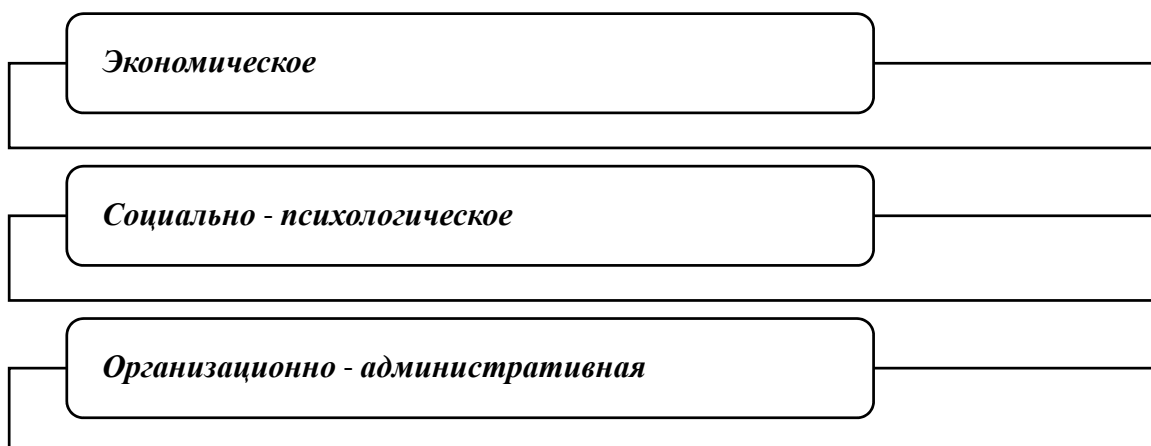 Экономическое
Социально - психологическое
Организационно - административная